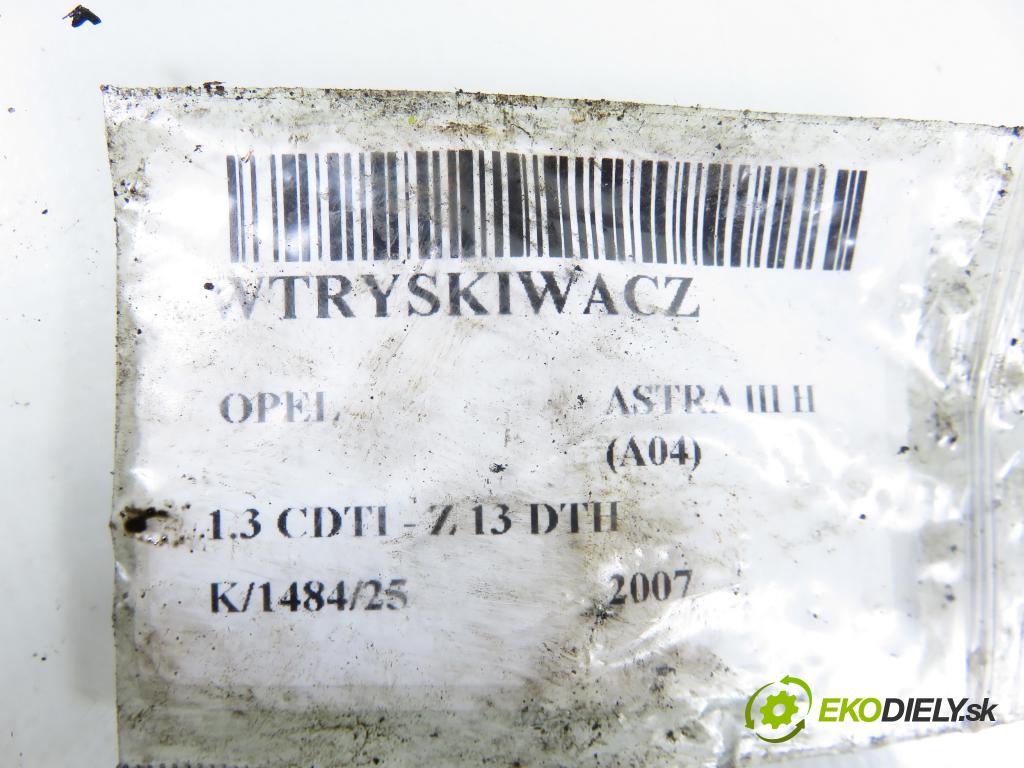 WTRYSKIWACZ
OPEL ASTRA III H
(A04)
1.3 CDTI - Z 13 DTH
K/1484/25 2007
EKODIELY.sk